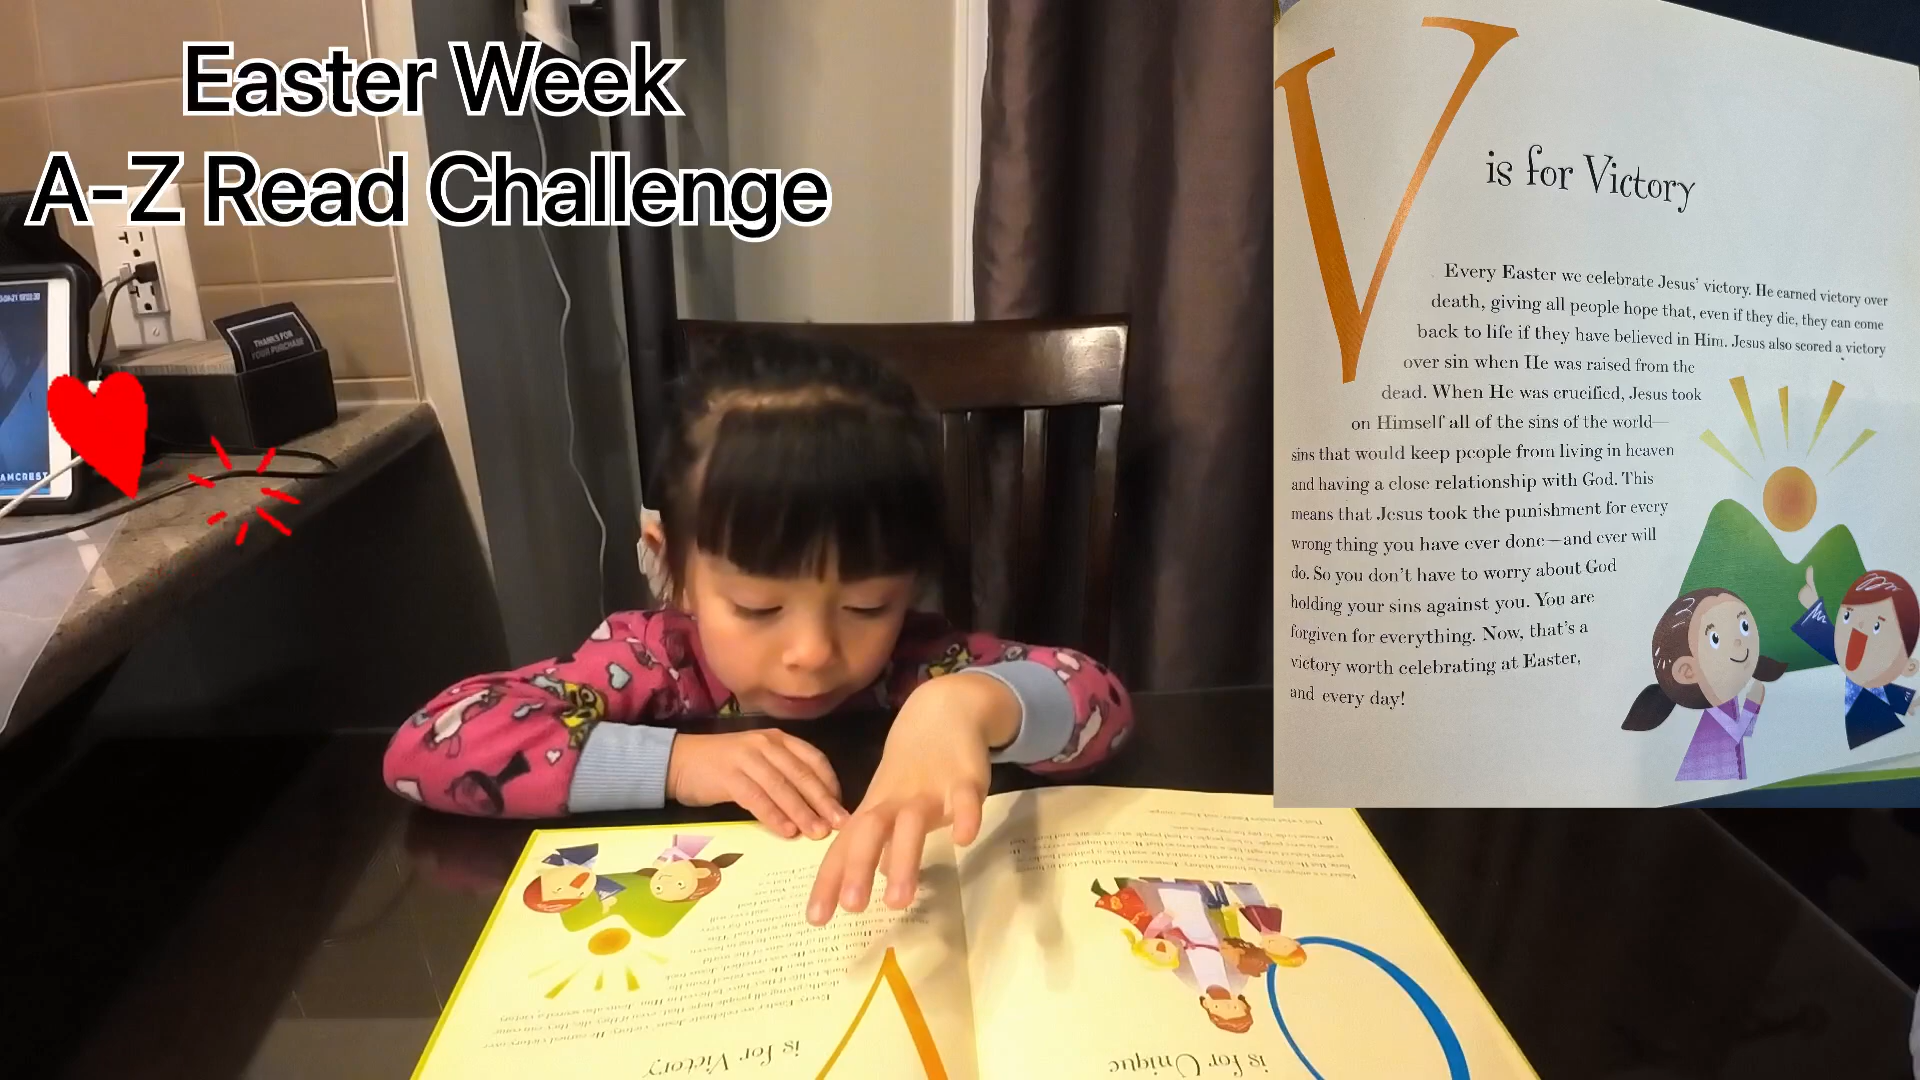 Easter Week
A-Z Read Challenge
THANKS FOR
YOUR PURCHASE
AMCREST
V
is for Victory
Every Easter we celebrate Jesus' victory. He earned victory over
death, giving all people hope that, even if they die, they can come
back to life if they have believed in Him. Jesus also scored a victory
over sin when He was raised from the
dead. When He was crucified, Jesus took
on Himself all of the sins of the world—
sins that would keep people from living in heaven
and having a close relationship with God. This
means that Jesus took the punishment for every
wrong thing you have ever done—and ever will
do. So you don't have to worry about God
holding your sins against you. You are
forgiven for everything. Now, that's a
victory worth celebrating at Easter,
and every day!
is for Victory
U
is for Unique